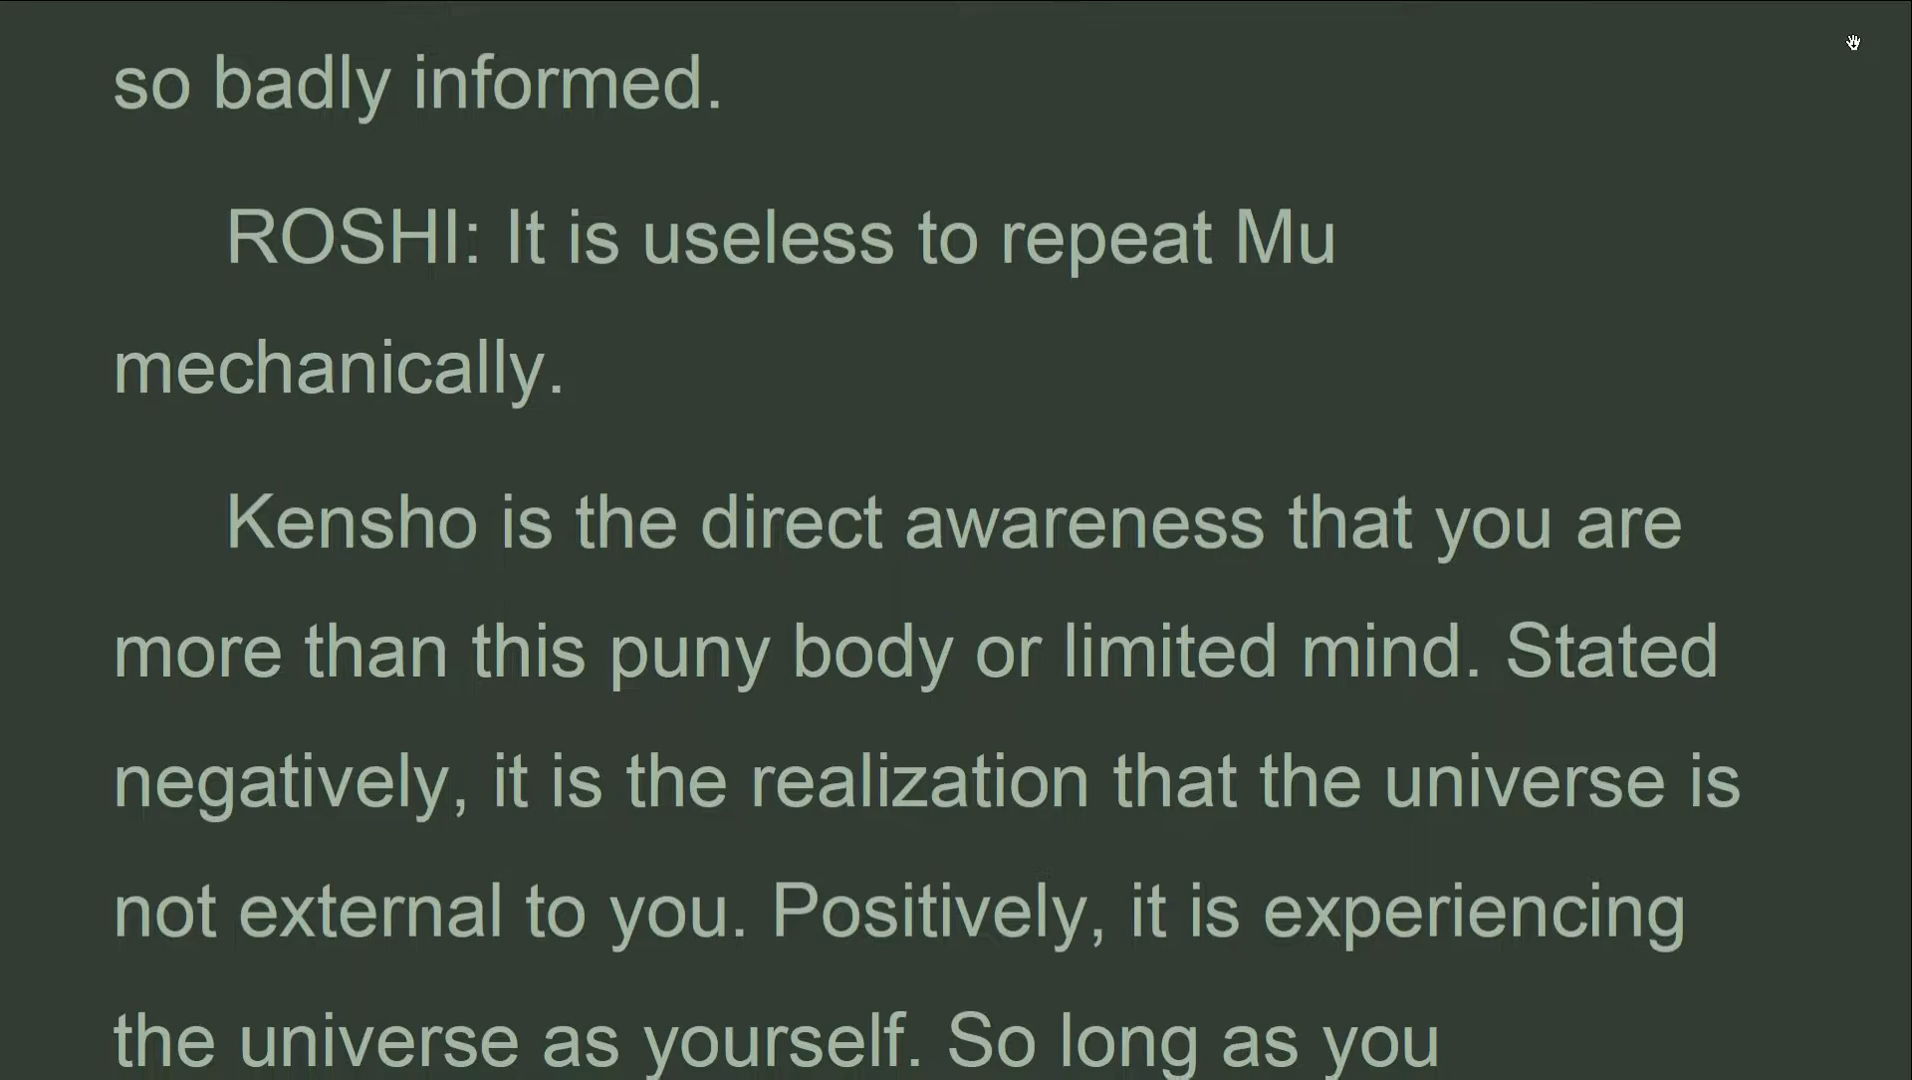 so badly informed.
ROSHI: It is useless to repeat Mu
mechanically.
Kensho is the direct awareness that you are
more than this puny body or limited mind. Stated
negatively, it is the realization that the universe is
not external to you. Positively, it is experiencing
the universe as yourself. So long as you